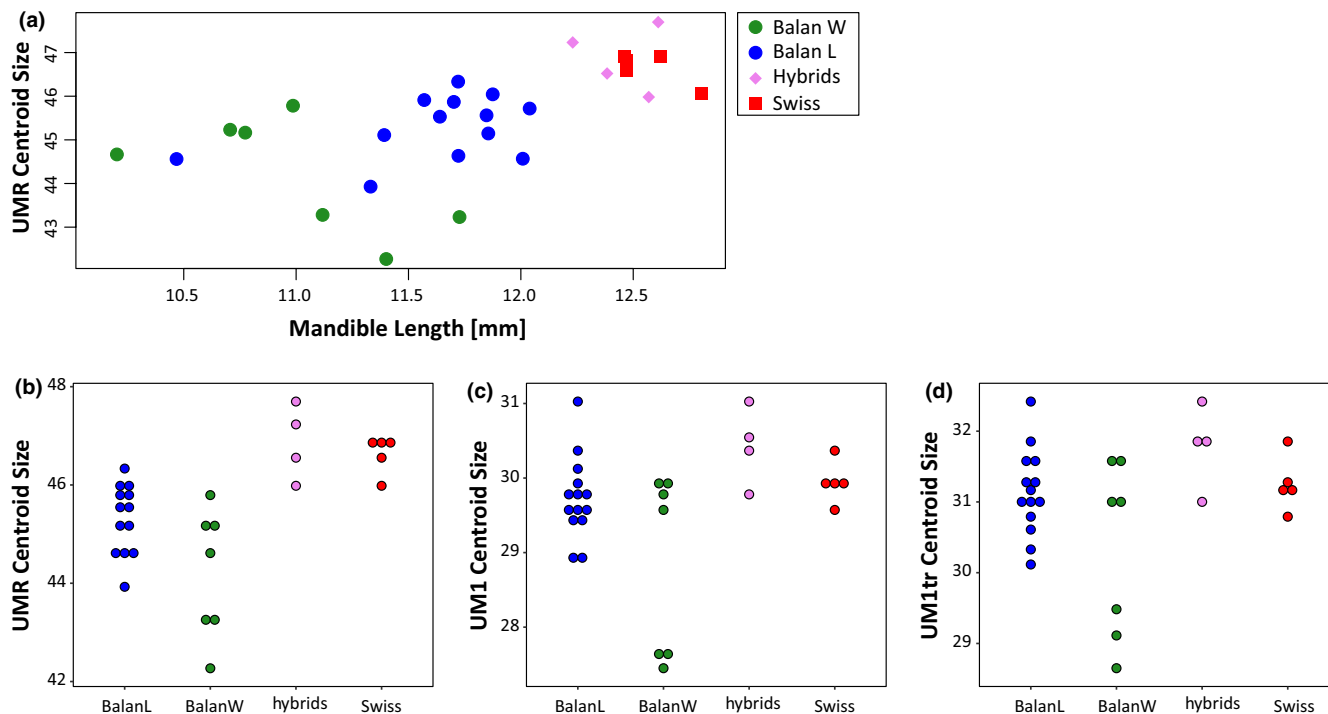 (a)
UMR Centroid Size
47
46
45
44
43
10.5 11.0 11.5 12.0 12.5
Mandible Length [mm]
Balan W
Balan L
Hybrids
Swiss
(b)
UMR Centroid Size
48
46
44
42
BalanL BalanW hybrids Swiss
(c)
UM1 Centroid Size
31
30
29
28
BalanL BalanW hybrids Swiss
(d)
UM1tr Centroid Size
32
31
30
29
BalanL BalanW hybrids Swiss